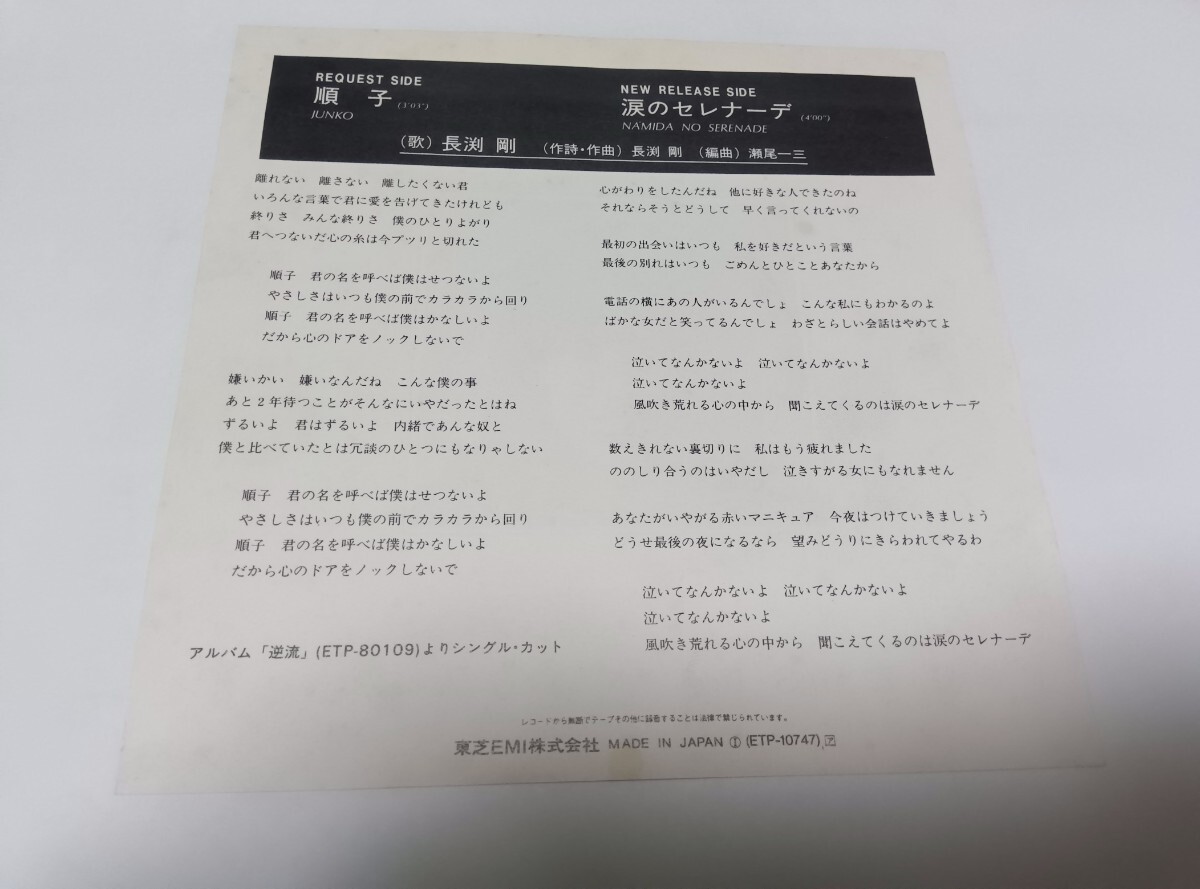 REQUEST SIDE
順子 (3'03")
JUNKO
NEW RELEASE SIDE
涙のセレナーデ (4'00")
NAMIDA NO SERENADE
(歌) 長渕 剛 (作詩・作曲) 長渕 剛 (編曲) 瀬尾一三
離れない 離さない 離したくない君
いろんな言葉で君に愛を告げてきたけれども
終りさ みんな終りさ 僕のひとりよがり
君へつないだ心の糸は今プツリと切れた
順子 君の名を呼べば僕はせつないよ
やさしさはいつも僕の前でカラカラから回り
順子 君の名を呼べば僕はかなしいよ
だから心のドアをノックしないで
嫌いかい 嫌いなんだね こんな僕の事
あと2年待つことがそんなにいやだったとはね
ずるいよ 君はずるいよ 内緒であんな奴と
僕と比べていたとは冗談のひとつにもなりゃしない
順子 君の名を呼べば僕はせつないよ
やさしさはいつも僕の前でカラカラから回り
順子 君の名を呼べば僕はかなしいよ
だから心のドアをノックしないで
アルバム「逆流」(ETP-80109)よりシングル・カット
心がわりをしたんだね 他に好きな人できたのね
それならそうとどうして 早く言ってくれないの
最初の出会いはいつも 私を好きだという言葉
最後の別れはいつも ごめんとひとことあなたから
電話の横にあの人がいるんでしょ こんな私にもわかるのよ
ばかな女だと笑ってるんでしょ わざとらしい会話はやめてよ
泣いてなんかないよ 泣いてなんかないよ
泣いてなんかないよ
風吹き荒れる心の中から 聞こえてくるのは涙のセレナーデ
数えきれない裏切りに 私はもう疲れました
ののしり合うのはいやだし 泣きすがる女にもなれません
あなたがいやがる赤いマニキュア 今夜はつけていきましょう
どうせ最後の夜になるなら 望みどうりにきらわれてやるわ
泣いてなんかないよ 泣いてなんかないよ
泣いてなんかないよ
風吹き荒れる心の中から 聞こえてくるのは涙のセレナーデ
レコードから無断でテープその他に録音することは法律で禁じられています。
東芝EMI株式会社 MADE IN JAPAN Ⓘ (ETP-10747) ア